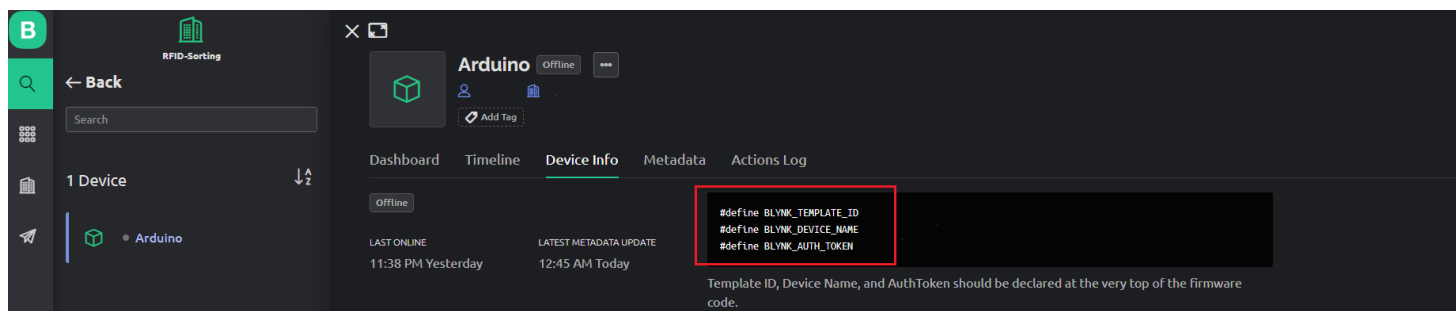 B
RFID-Sorting
← Back
Search
1 Device
Arduino
Arduino Offline
Add Tag
Dashboard Timeline Device Info Metadata Actions Log
Offline
LAST ONLINE LATEST METADATA UPDATE
11:38 PM Yesterday 12:45 AM Today
#define BLYNK_TEMPLATE_ID
#define BLYNK_DEVICE_NAME
#define BLYNK_AUTH_TOKEN
Template ID, Device Name, and AuthToken should be declared at the very top of the firmware
code.